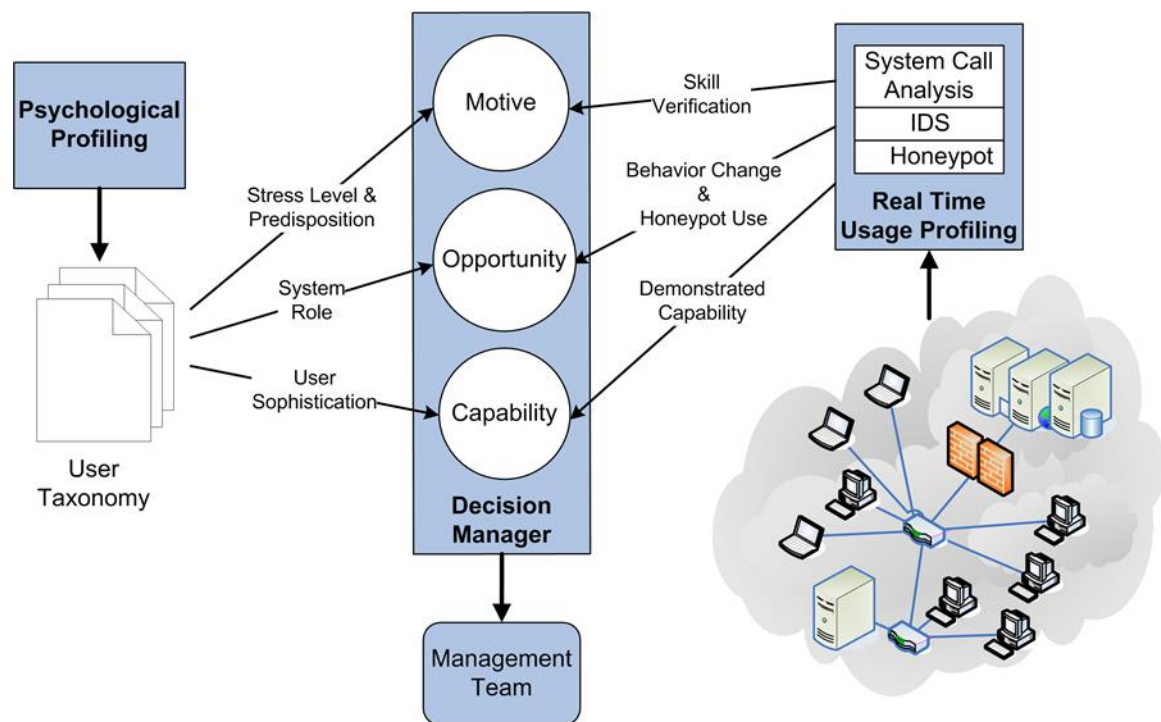 Psychological
Profiling
User
Taxonomy
Stress Level &
Predisposition
System
Role
User
Sophistication
Motive
Opportunity
Capability
Decision
Manager
Management
Team
Skill
Verification
Behavior Change
&
Honeypot Use
Demonstrated
Capability
System Call
Analysis
IDS
Honeypot
Real Time
Usage Profiling